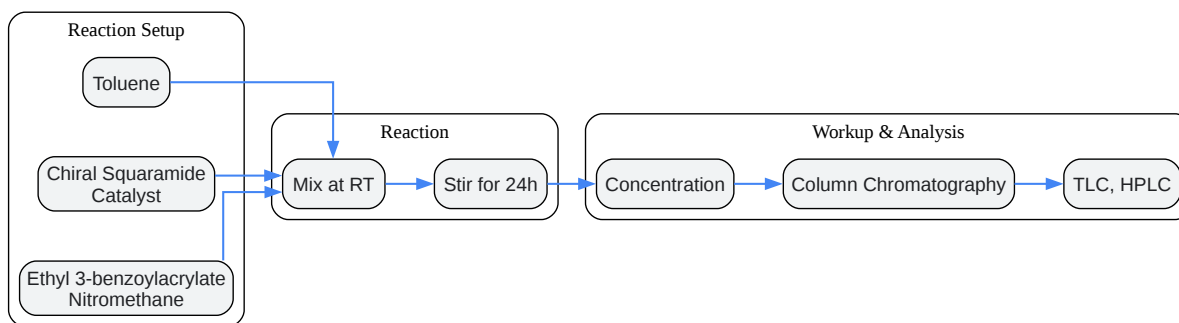 Reaction Setup
Toluene
Chiral Squaramide
Catalyst
Ethyl 3-benzoylacrylate
Nitromethane
Reaction
Mix at RT
Stir for 24h
Workup & Analysis
Concentration
Column Chromatography
TLC, HPLC